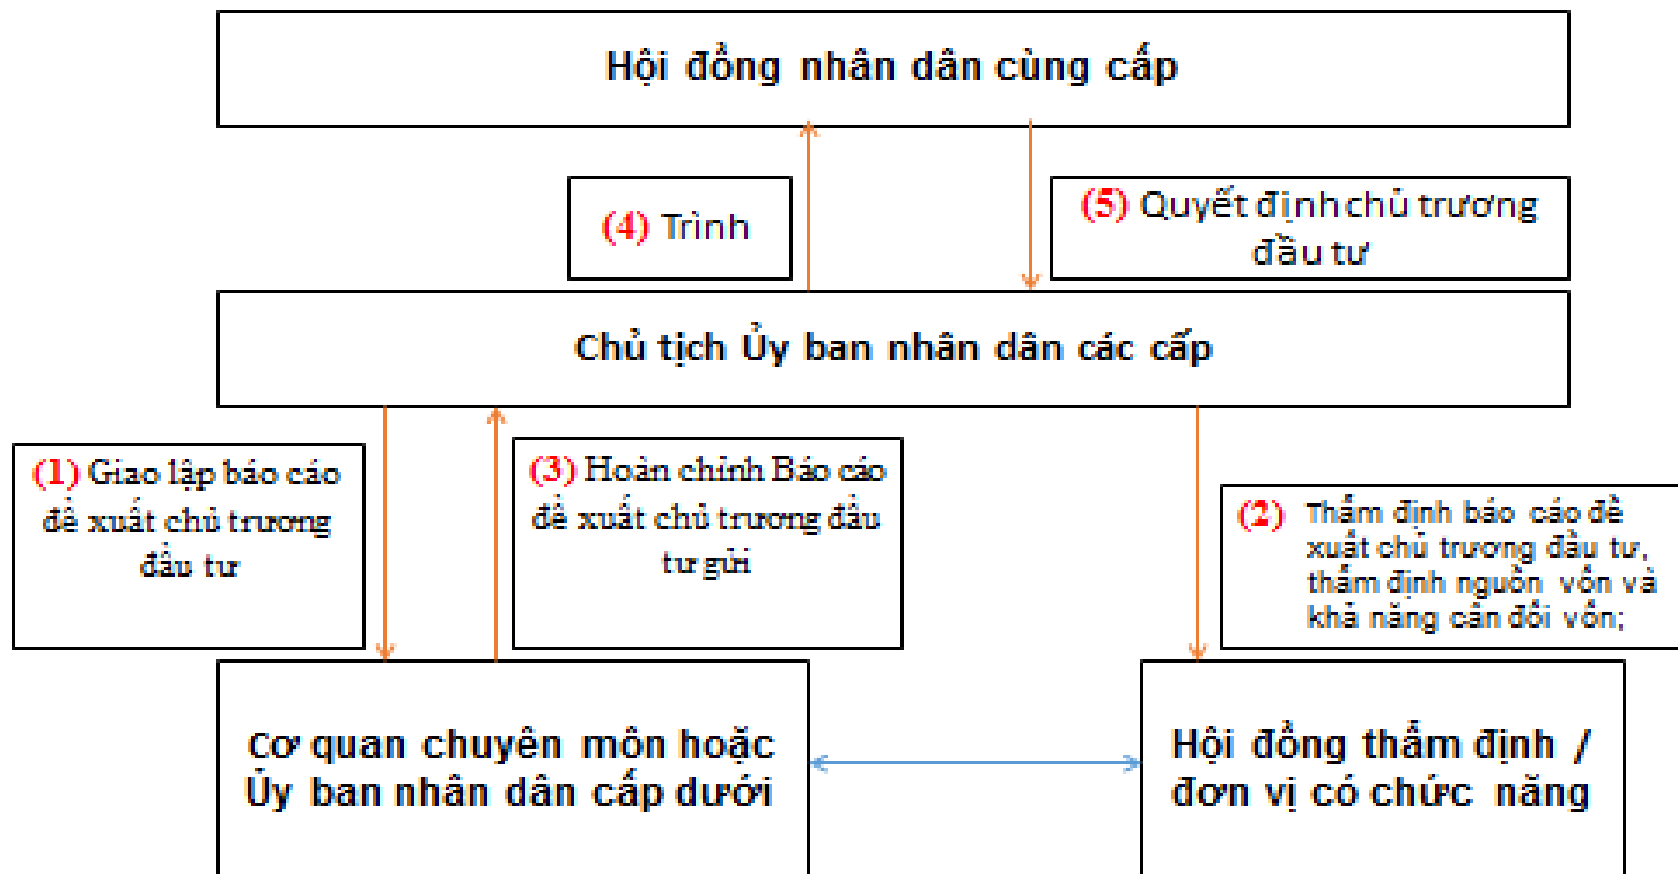 Hội đồng nhân dân cùng cấp
(4) Trình
(5) Quyết định chủ trương
đầu tư
Chủ tịch Ủy ban nhân dân các cấp
(1) Giao lập báo cáo
đề xuất chủ trương
đầu tư
(3) Hoàn chỉnh Báo cáo
đề xuất chủ trương đầu
tư gửi
(2) Thẩm định báo cáo đề
xuất chủ trương đầu tư,
thẩm định nguồn vốn và
khả năng cân đối vốn;
Cơ quan chuyên môn hoặc
Ủy ban nhân dân cấp dưới
Hội đồng thẩm định /
đơn vị có chức năng